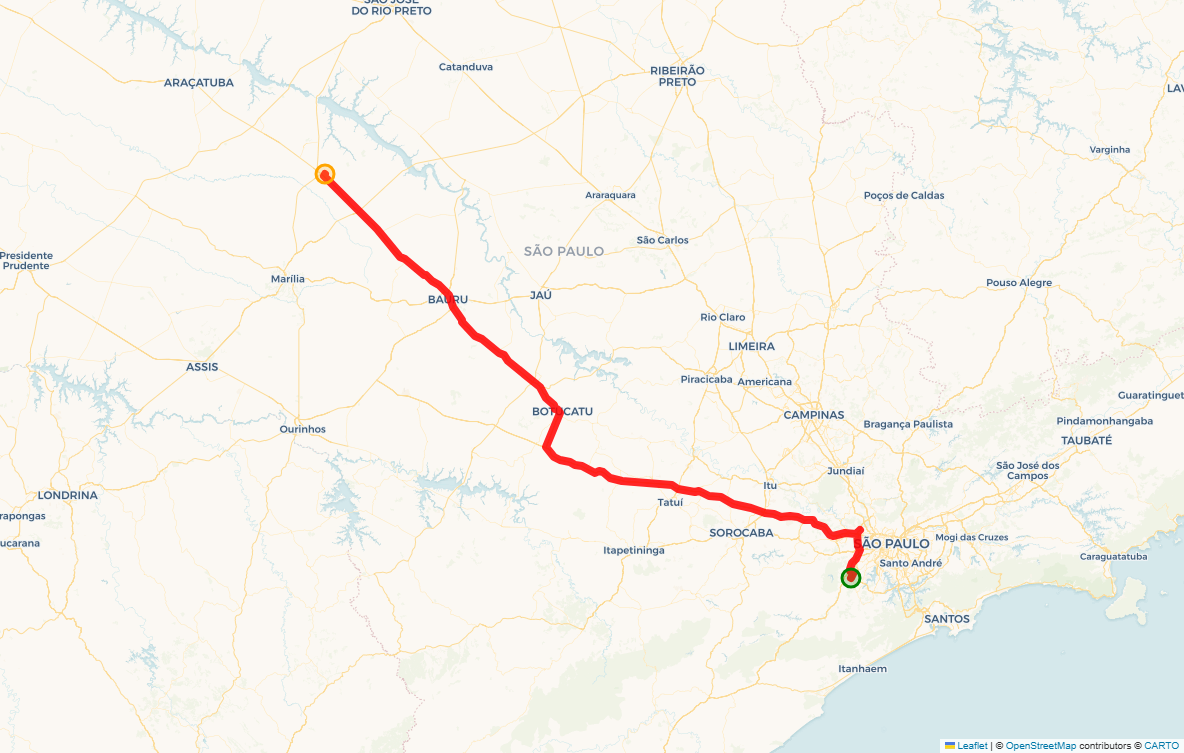 SÃO JOSÉ
DO RIO PRETO
Catanduva
RIBEIRÃO
PRETO
ARAÇATUBA
Varginha
Araraquara
Poços de Caldas
São Carlos
SÃO PAULO
Presidente
Prudente
Marília
Pouso Alegre
BAURU
JAÚ
Rio Claro
LIMEIRA
ASSIS
Piracicaba
Americana
Guaratinguet
BOTUCATU
CAMPINAS
Bragança Paulista
Pindamonhangaba
Ourinhos
TAUBATÉ
São José dos
Campos
Jundiaí
LONDRINA
Itu
Tatuí
rapongas
SOROCABA
Mogi das Cruzes
SÃO PAULO
ucarana
Itapetininga
Caraguatatuba
Santo André
SANTOS
Itanhaem
Leaflet | © OpenStreetMap contributors © CARTO